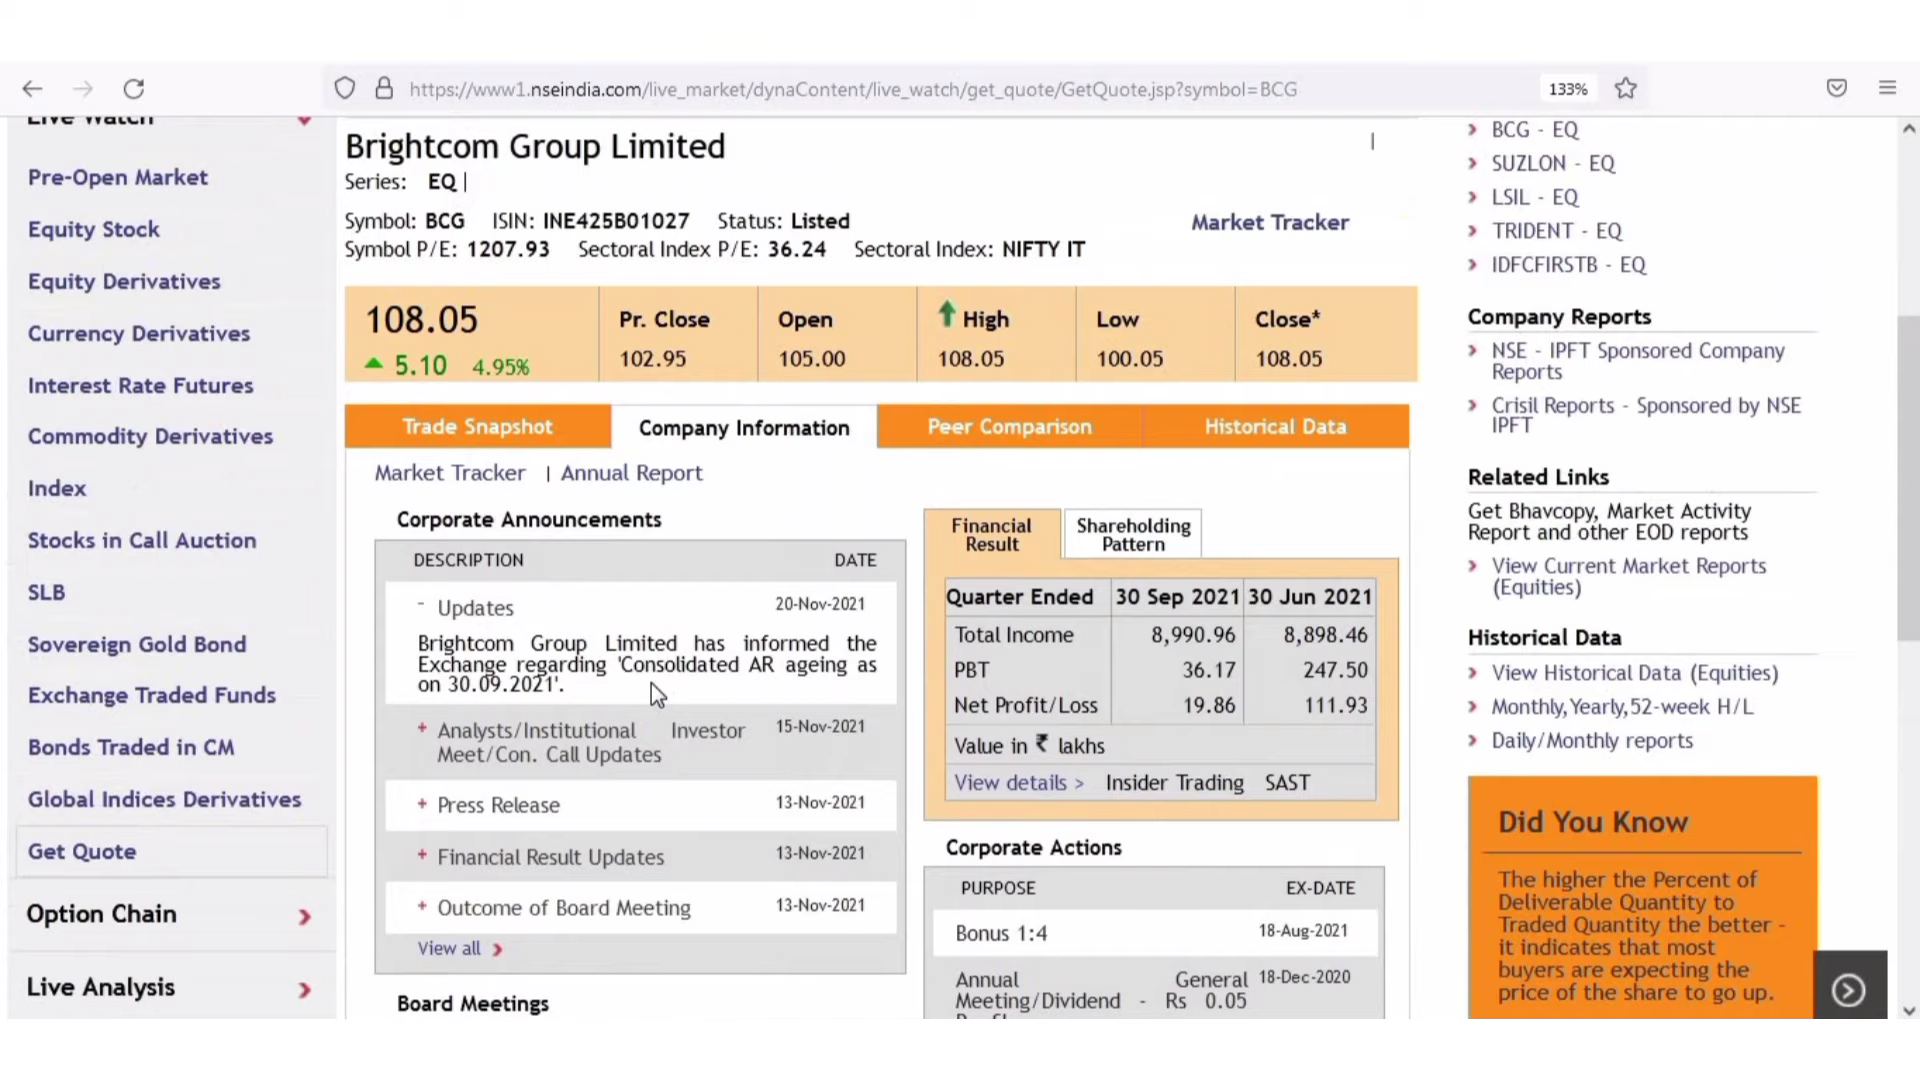 https://www1.nseindia.com/live_market/dynaContent/live_watch/get_quote/GetQuote.jsp?symbol=BCG
133%
Live Watch
Pre-Open Market
Equity Stock
Equity Derivatives
Currency Derivatives
Interest Rate Futures
Commodity Derivatives
Index
Stocks in Call Auction
SLB
Sovereign Gold Bond
Exchange Traded Funds
Bonds Traded in CM
Global Indices Derivatives
Get Quote
Option Chain
Live Analysis
Brightcom Group Limited
|
Series: EQ |
Symbol: BCG ISIN: INE425B01027 Status: Listed
Market Tracker
Symbol P/E: 1207.93 Sectoral Index P/E: 36.24 Sectoral Index: NIFTY IT
108.05
5.10 4.95%
Pr. Close
102.95
Open
105.00
High
108.05
Low
100.05
Close*
108.05
Trade Snapshot
Company Information
Peer Comparison
Historical Data
Market Tracker | Annual Report
Corporate Announcements
DESCRIPTION DATE
- Updates 20-Nov-2021
Brightcom Group Limited has informed the
Exchange regarding 'Consolidated AR ageing as
on 30.09.2021'.
+ Analysts/Institutional Investor 15-Nov-2021
Meet/Con. Call Updates
+ Press Release 13-Nov-2021
+ Financial Result Updates 13-Nov-2021
+ Outcome of Board Meeting 13-Nov-2021
View all
Board Meetings
Financial
Result
Shareholding
Pattern
Quarter Ended 30 Sep 2021 30 Jun 2021
Total Income 8,990.96 8,898.46
PBT 36.17 247.50
Net Profit/Loss 19.86 111.93
Value in ₹ lakhs
View details > Insider Trading SAST
Corporate Actions
PURPOSE EX-DATE
Bonus 1:4 18-Aug-2021
Annual General 18-Dec-2020
Meeting/Dividend - Rs 0.05
BCG - EQ
SUZLON - EQ
LSIL - EQ
TRIDENT - EQ
IDFCFIRSTB - EQ
Company Reports
NSE - IPFT Sponsored Company
Reports
Crisil Reports - Sponsored by NSE
IPFT
Related Links
Get Bhavcopy, Market Activity
Report and other EOD reports
View Current Market Reports
(Equities)
Historical Data
View Historical Data (Equities)
Monthly,Yearly,52-week H/L
Daily/Monthly reports
Did You Know
The higher the Percent of
Deliverable Quantity to
Traded Quantity the better -
it indicates that most
buyers are expecting the
price of the share to go up.